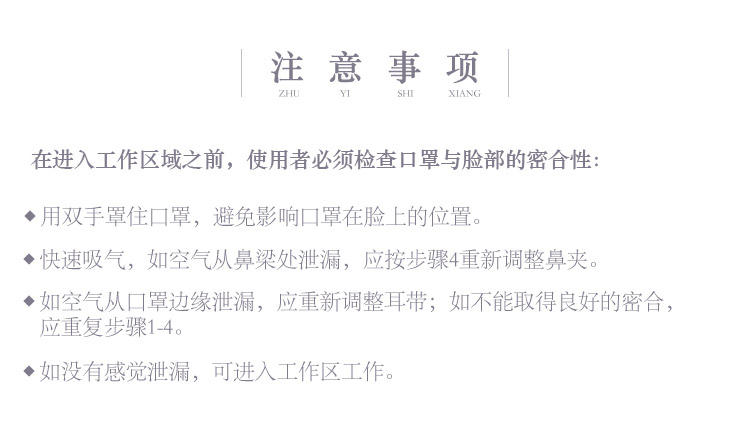 注意事项
ZHU YI SHI XIANG
在进入工作区域之前，使用者必须检查口罩与脸部的密合性：
◆用双手罩住口罩，避免影响口罩在脸上的位置。
◆快速吸气，如空气从鼻梁处泄漏，应按步骤4重新调整鼻夹。
◆如空气从口罩边缘泄漏，应重新调整耳带；如不能取得良好的密合，
应重复步骤1-4。
◆如没有感觉泄漏，可进入工作区工作。